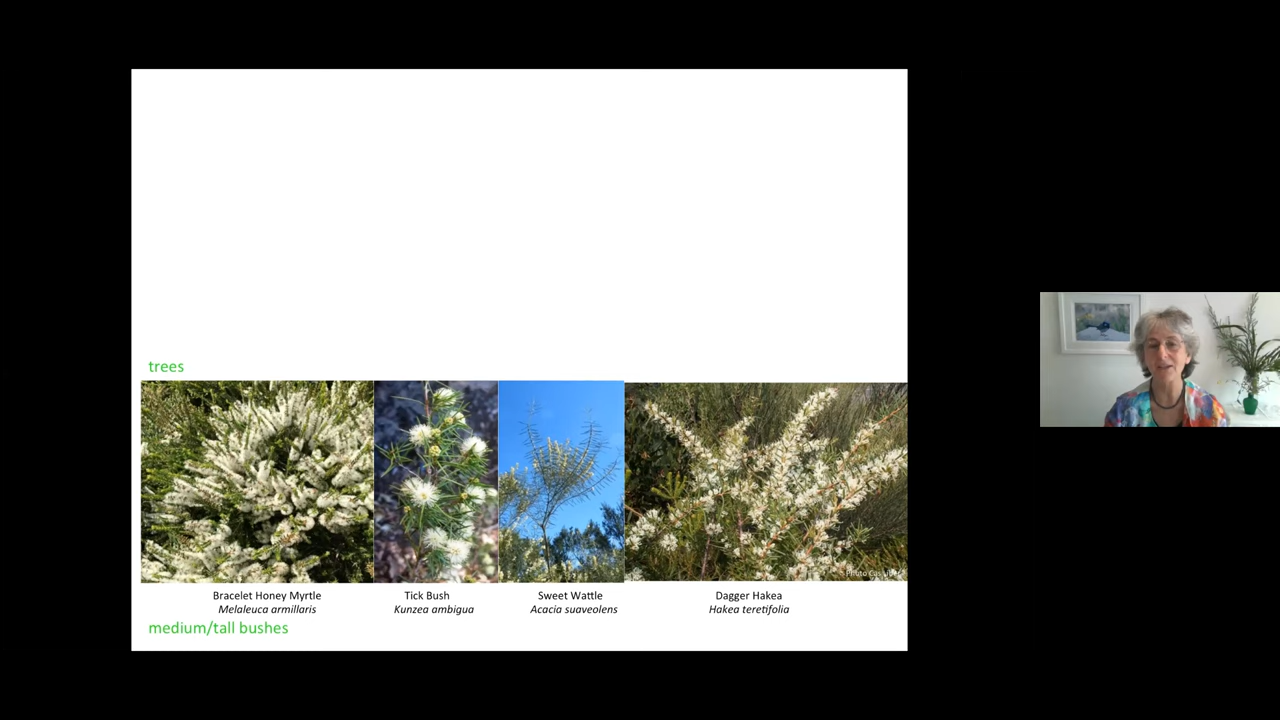 trees
Bracelet Honey Myrtle
Melaleuca armillaris
Tick Bush
Kunzea ambigua
Sweet Wattle
Acacia suaveolens
Dagger Hakea
Hakea teretifolia
medium/tall bushes